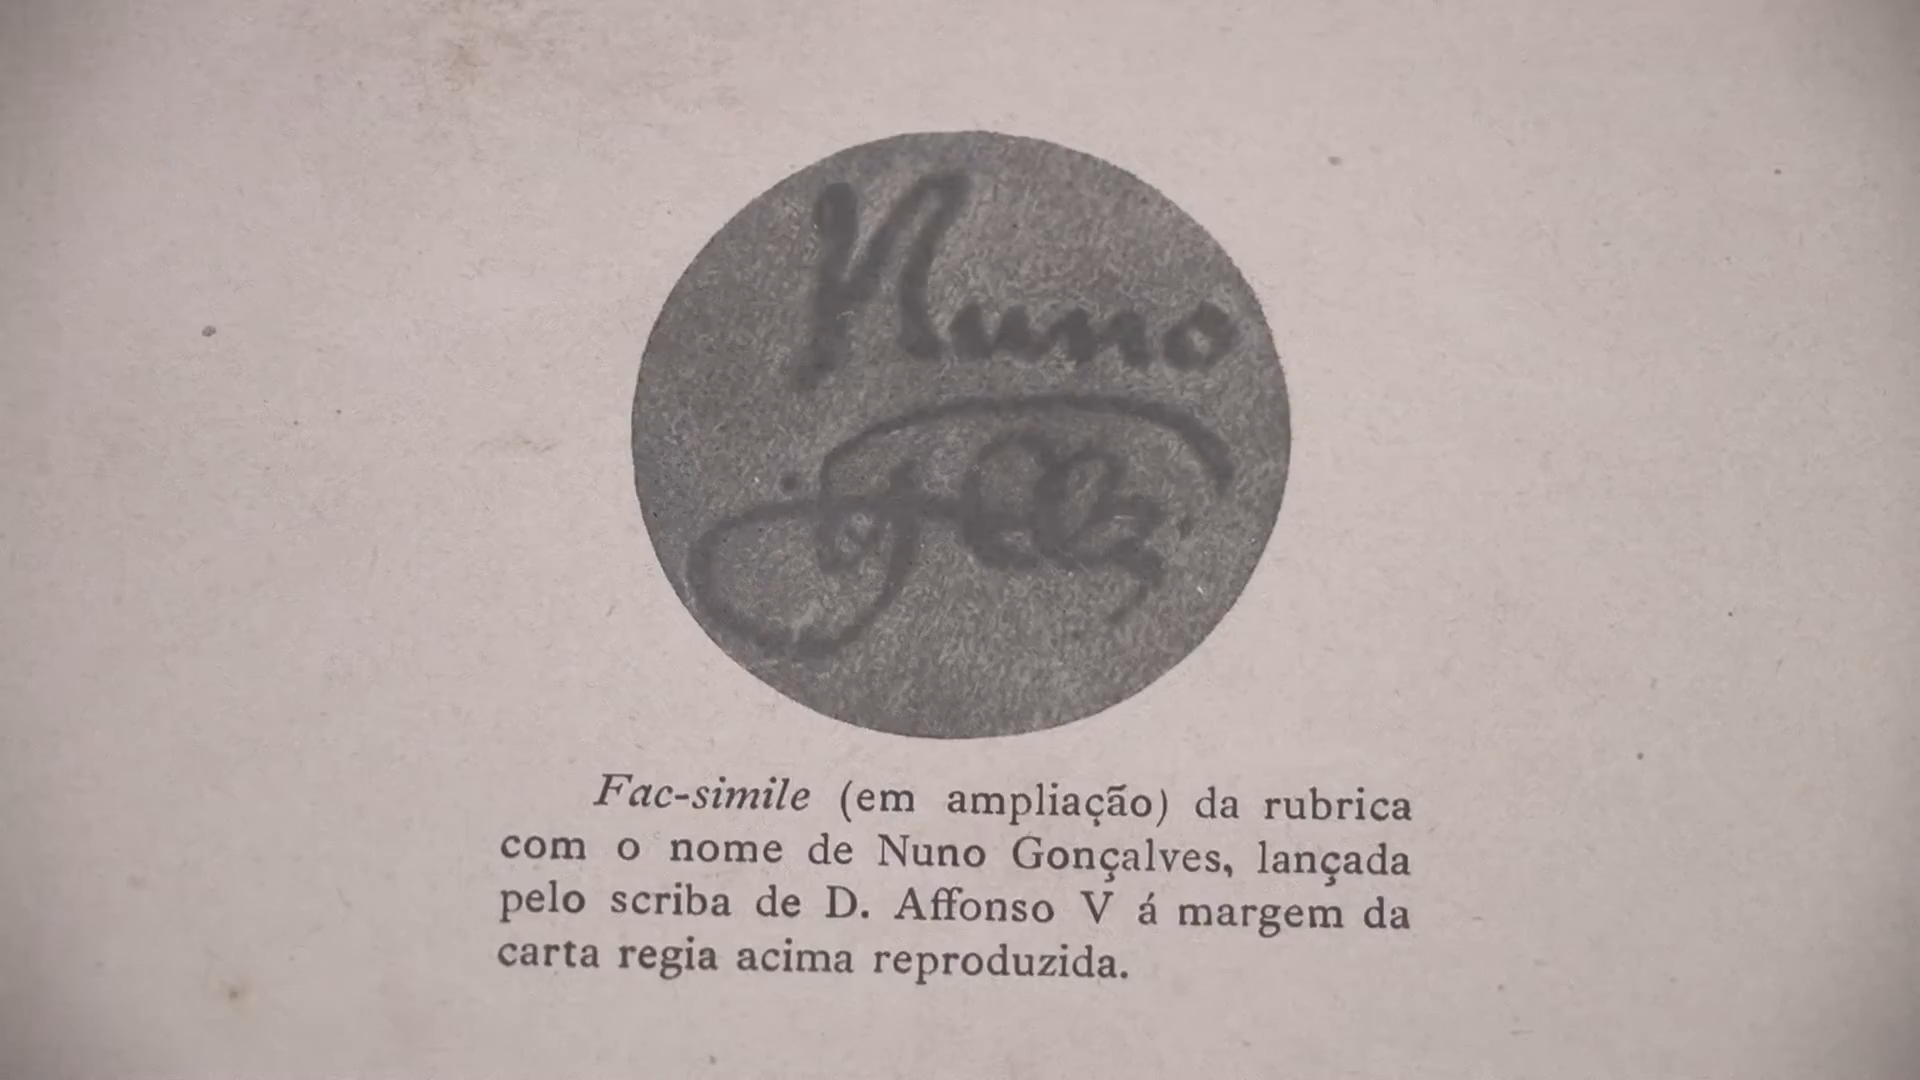 Nuno
Fac-simile (em ampliação) da rubrica
com o nome de Nuno Gonçalves, lançada
pelo scriba de D. Affonso V á margem da
carta regia acima reproduzida.